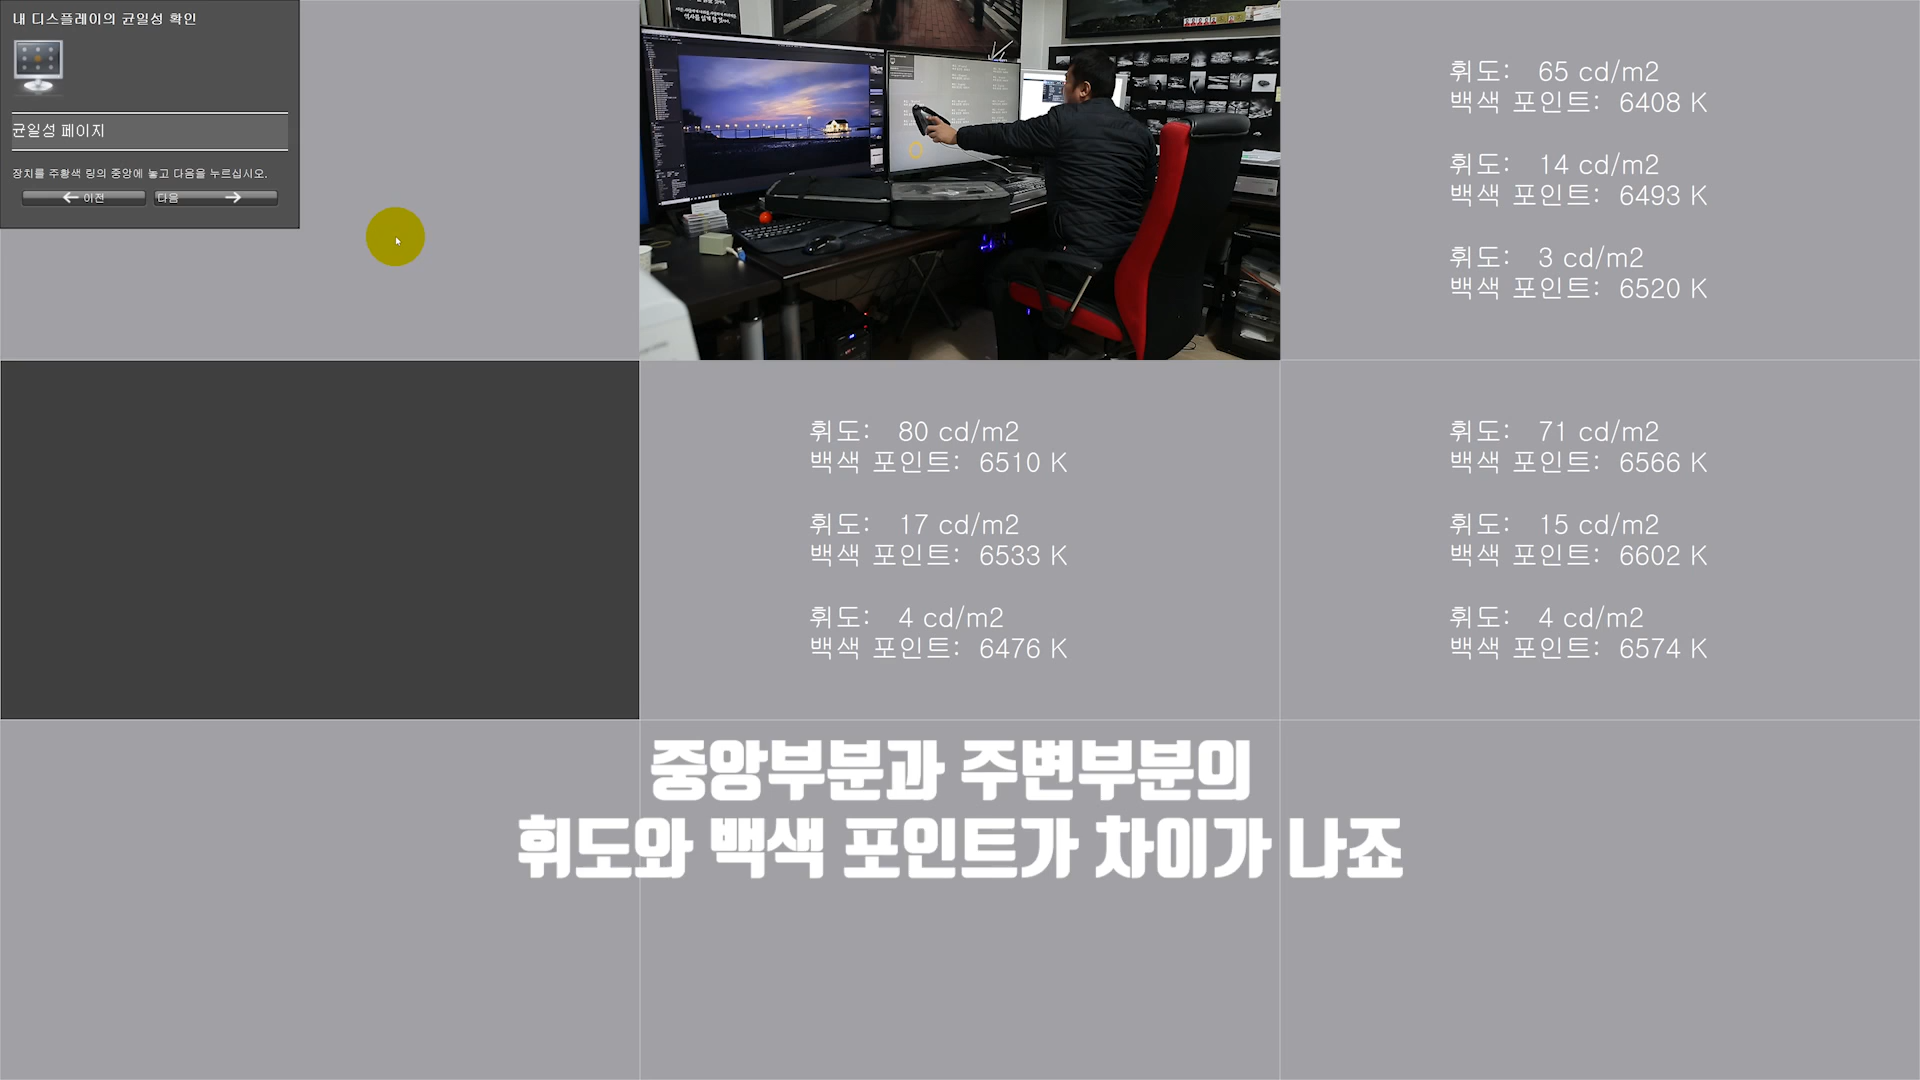 내 디스플레이의 균일성 확인
균일성 페이지
장치를 주황색 링의 중앙에 놓고 다음을 누르십시오.
이전
다음
휘도: 65 cd/m2
백색 포인트: 6408 K
휘도: 14 cd/m2
백색 포인트: 6493 K
휘도: 3 cd/m2
백색 포인트: 6520 K
휘도: 80 cd/m2
백색 포인트: 6510 K
휘도: 17 cd/m2
백색 포인트: 6533 K
휘도: 4 cd/m2
백색 포인트: 6476 K
휘도: 71 cd/m2
백색 포인트: 6566 K
휘도: 15 cd/m2
백색 포인트: 6602 K
휘도: 4 cd/m2
백색 포인트: 6574 K
중앙부분과 주변부분의
휘도와 백색 포인트가 차이가 나죠